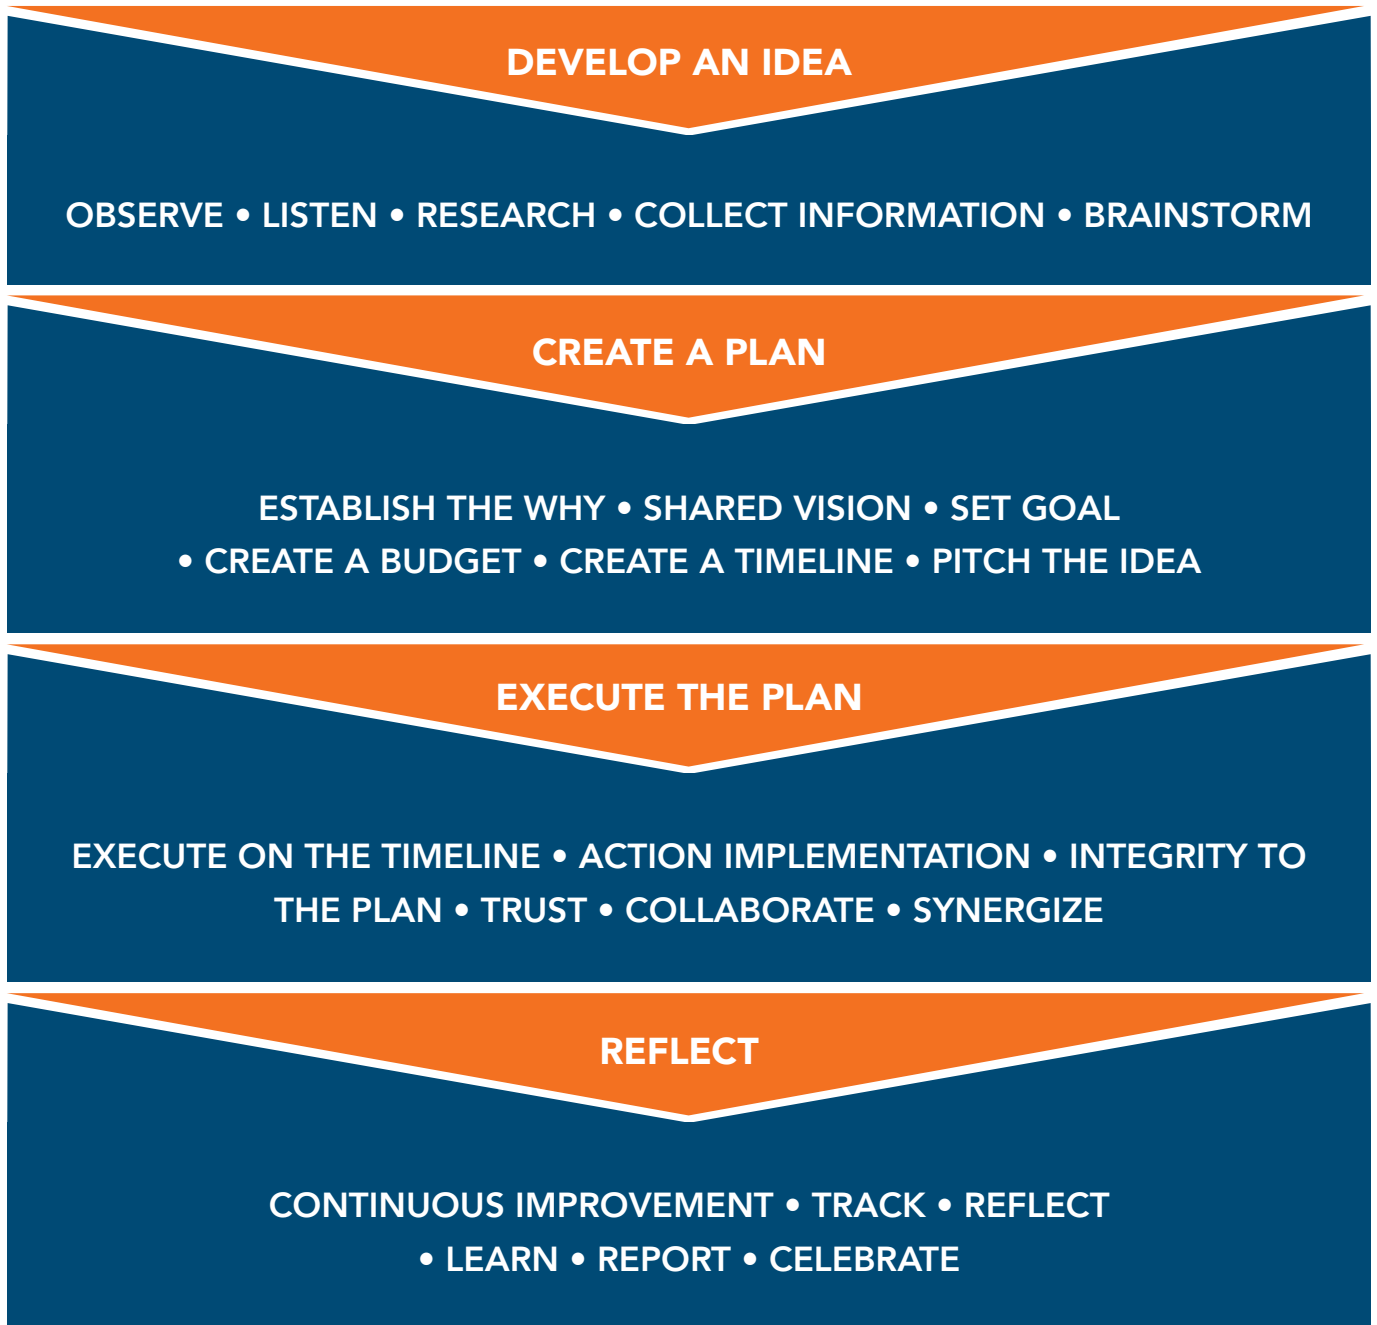 DEVELOP AN IDEA
OBSERVE • LISTEN • RESEARCH • COLLECT INFORMATION • BRAINSTORM
CREATE A PLAN
ESTABLISH THE WHY • SHARED VISION • SET GOAL
• CREATE A BUDGET • CREATE A TIMELINE • PITCH THE IDEA
EXECUTE THE PLAN
EXECUTE ON THE TIMELINE • ACTION IMPLEMENTATION • INTEGRITY TO
THE PLAN • TRUST • COLLABORATE • SYNERGIZE
REFLECT
CONTINUOUS IMPROVEMENT • TRACK • REFLECT
• LEARN • REPORT • CELEBRATE